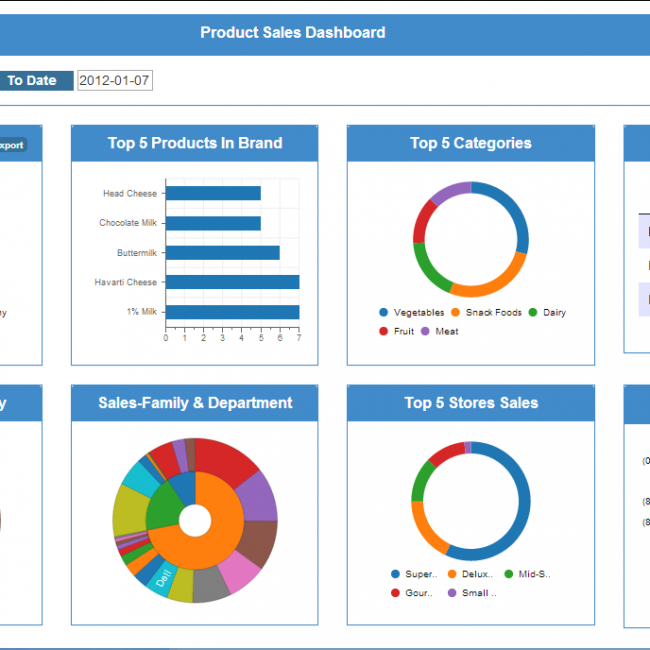 Product Sales Dashboard
To Date 2012-01-07
xport
Top 5 Products In Brand
Head Cheese
Chocolate Milk
Buttermilk
Havarti Cheese
1% Milk
0 1 2 3 4 5 6 7
Top 5 Categories
Vegetables Snack Foods Dairy
Fruit Meat
y
Sales-Family & Department
Deli
Top 5 Stores Sales
Super.. Delux.. Mid-S..
Gour.. Small ..
(0
(8
(8